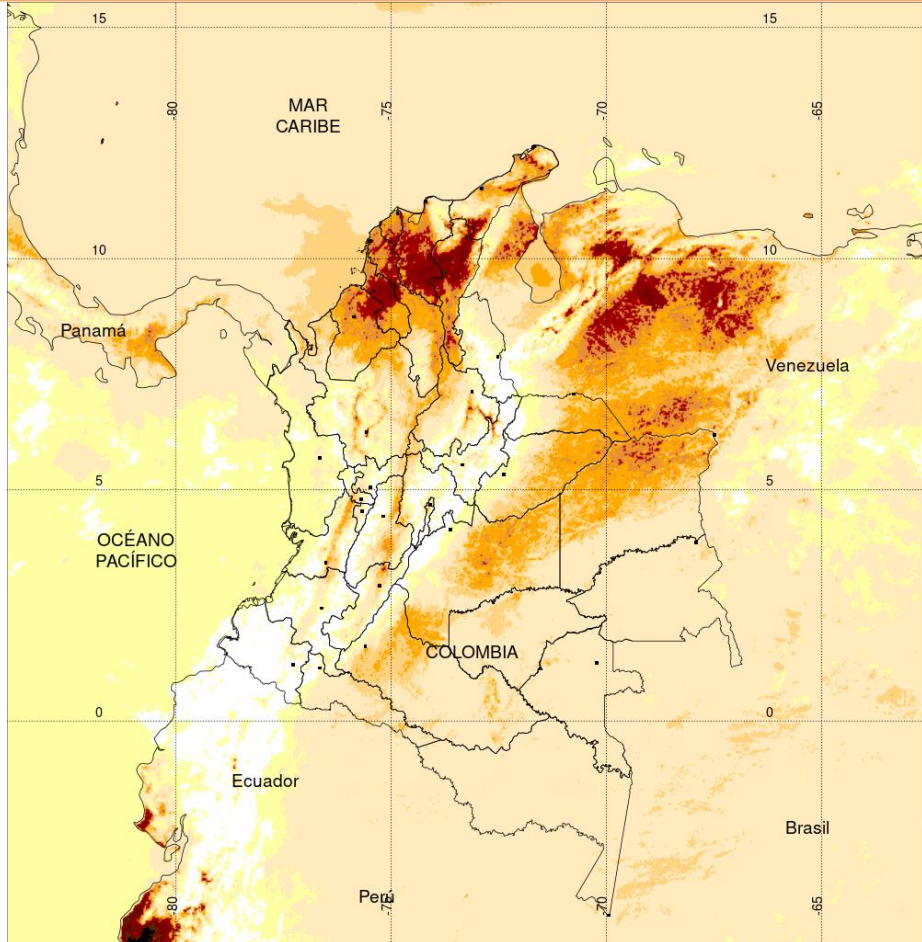 15
15
-80
-75
-70
-65
MAR
CARIBE
10
10
Panamá
Venezuela
5
5
OCÉANO
PACÍFICO
COLOMBIA
0
0
Ecuador
Brasil
Perú
-80
-75
-70
-65